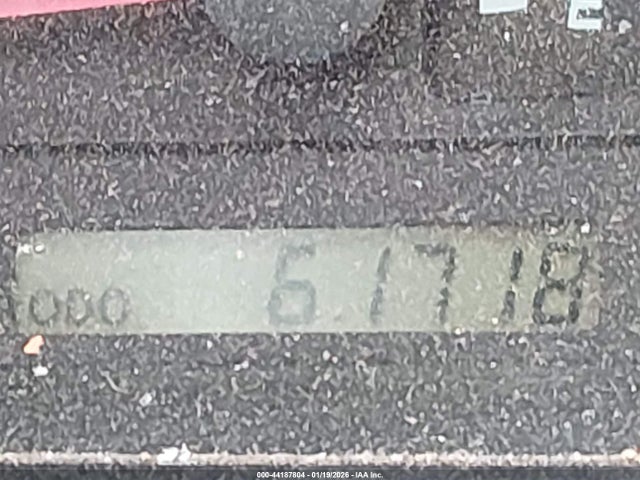 E
ODO 61718
000-44187804 - 01/19/2026 - IAA Inc.